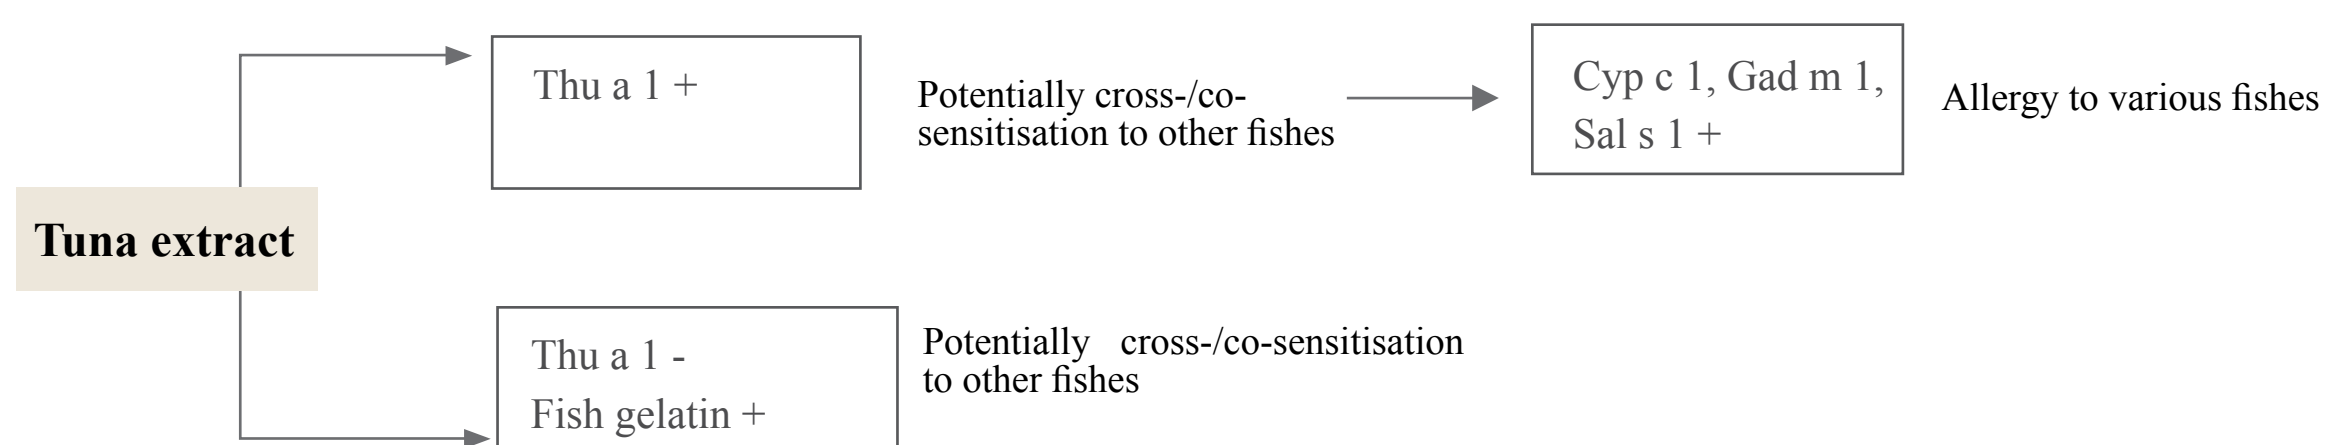 Thu a 1 +
Potentially cross-/co-
sensitisation to other fishes
Cyp c 1, Gad m 1,
Sal s 1 +
Allergy to various fishes
Tuna extract
Thu a 1 -
Fish gelatin +
Potentially cross-/co-sensitisation
to other fishes